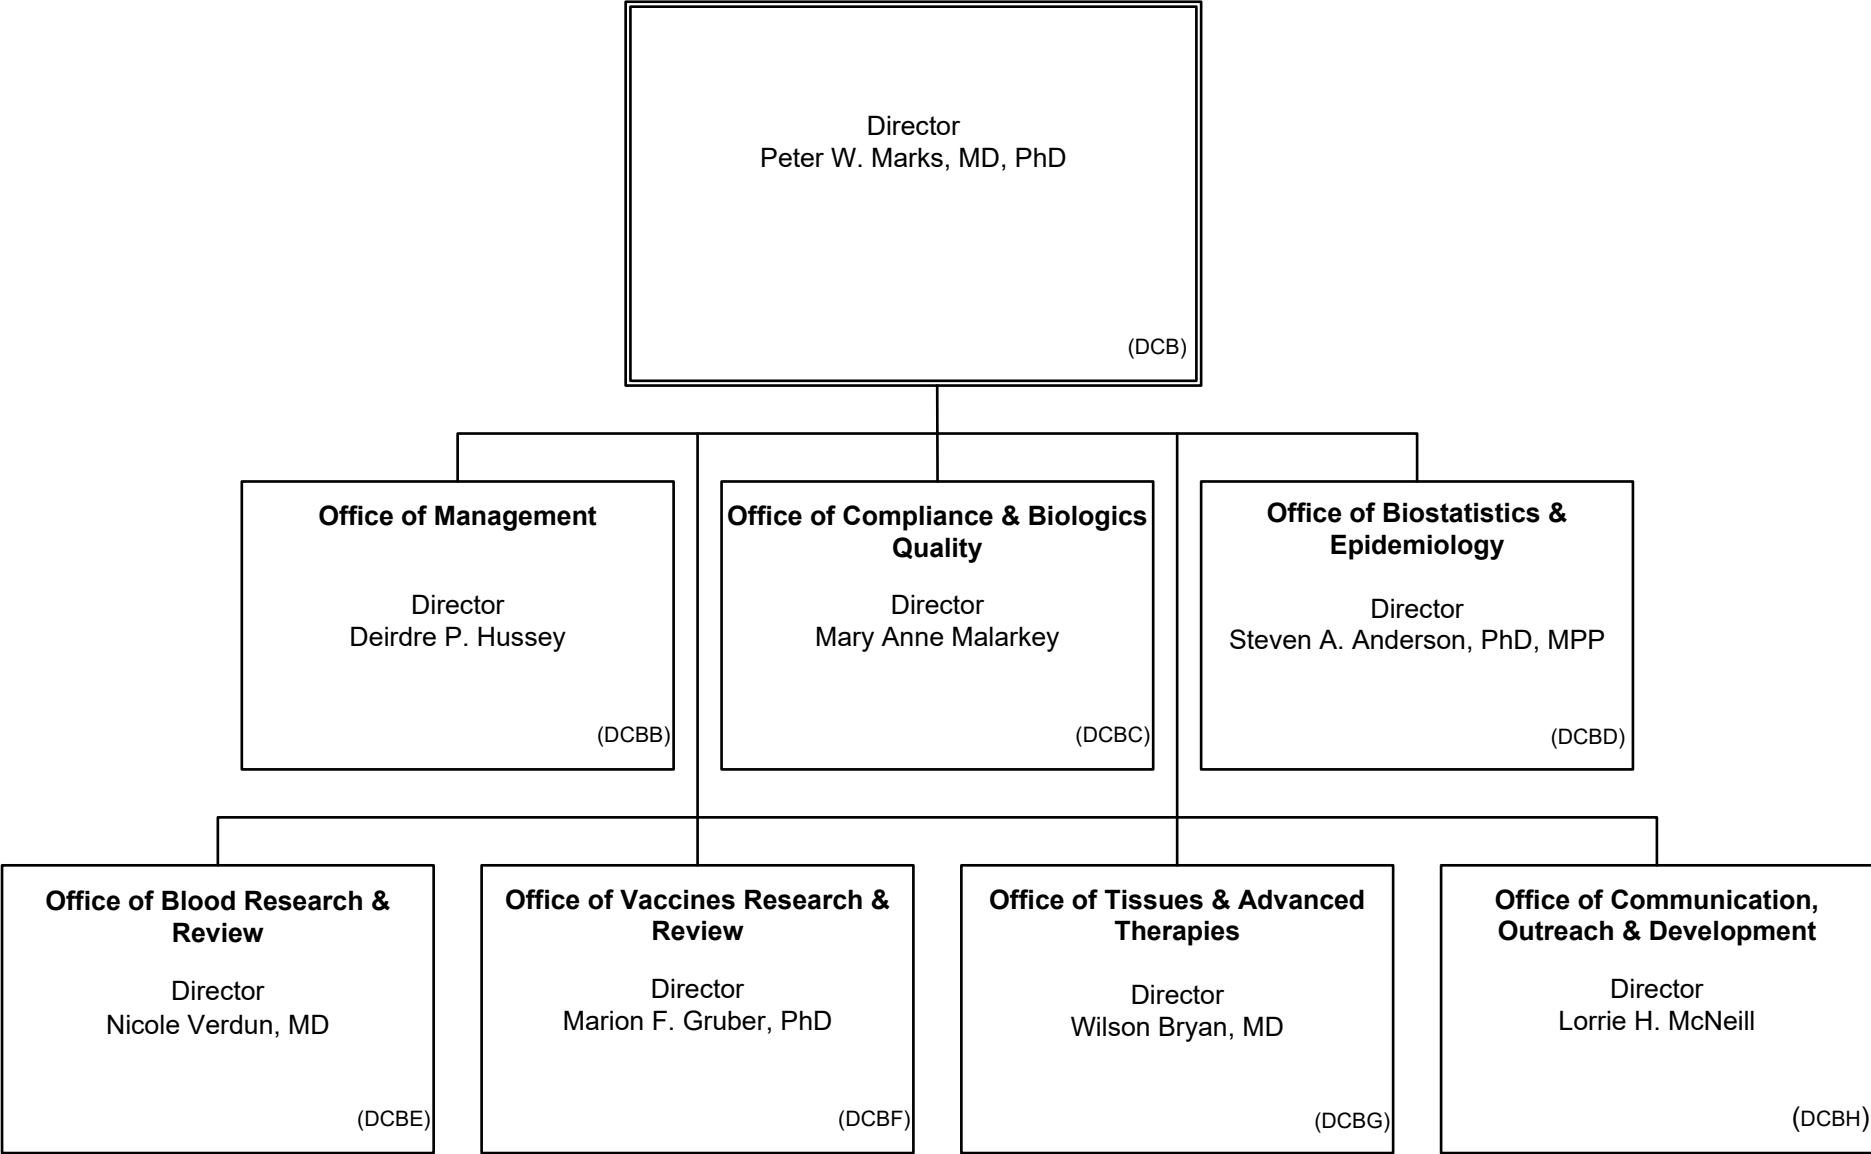 Director
Peter W. Marks, MD, PhD
(DCB)
Office of Management
Director
Deirdre P. Hussey
(DCBB)
Office of Compliance & Biologics
Quality
Director
Mary Anne Malarkey
(DCBC)
Office of Biostatistics &
Epidemiology
Director
Steven A. Anderson, PhD, MPP
(DCBD)
Office of Blood Research &
Review
Director
Nicole Verdun, MD
(DCBE)
Office of Vaccines Research &
Review
Director
Marion F. Gruber, PhD
(DCBF)
Office of Tissues & Advanced
Therapies
Director
Wilson Bryan, MD
(DCBG)
Office of Communication,
Outreach & Development
Director
Lorrie H. McNeill
(DCBH)